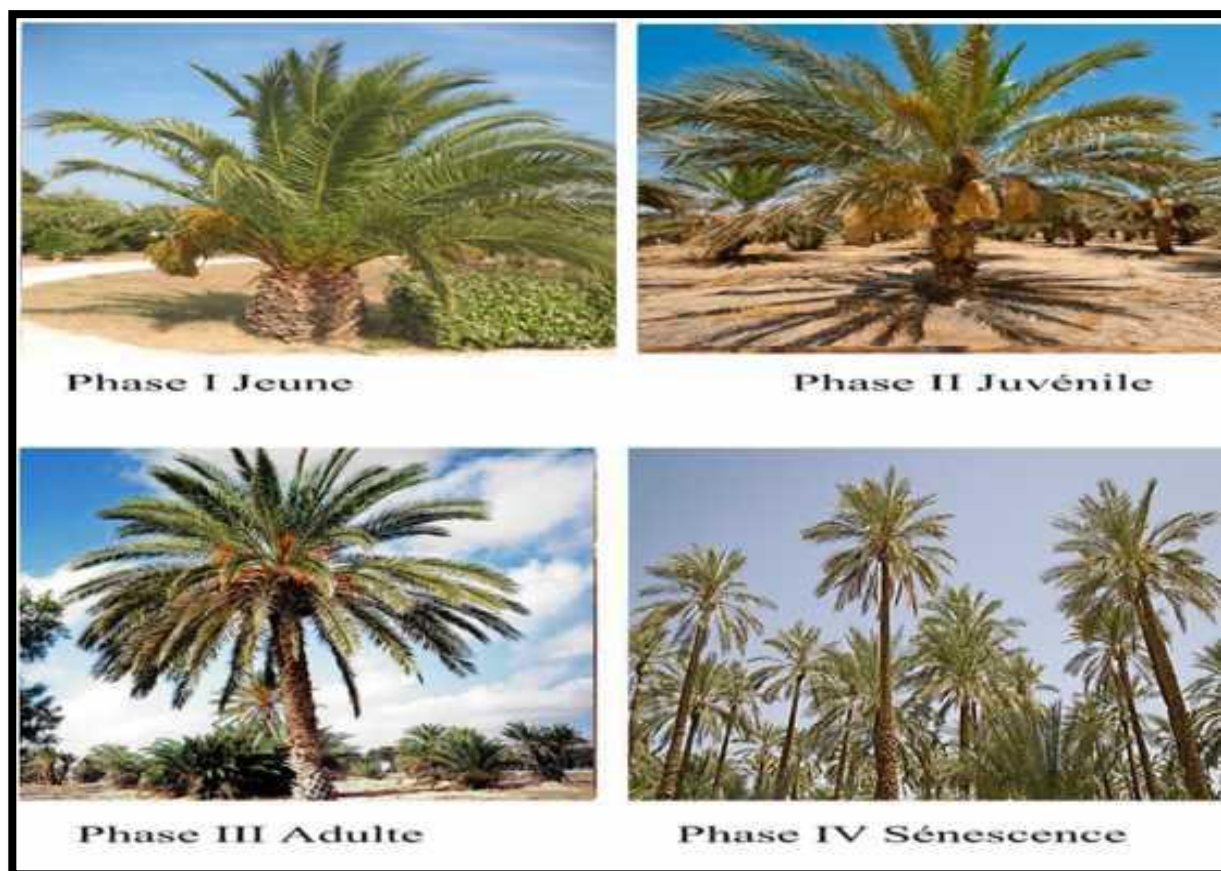 Phase I Jeune
Phase II Juvénile
Phase III Adulte
Phase IV Sénescence